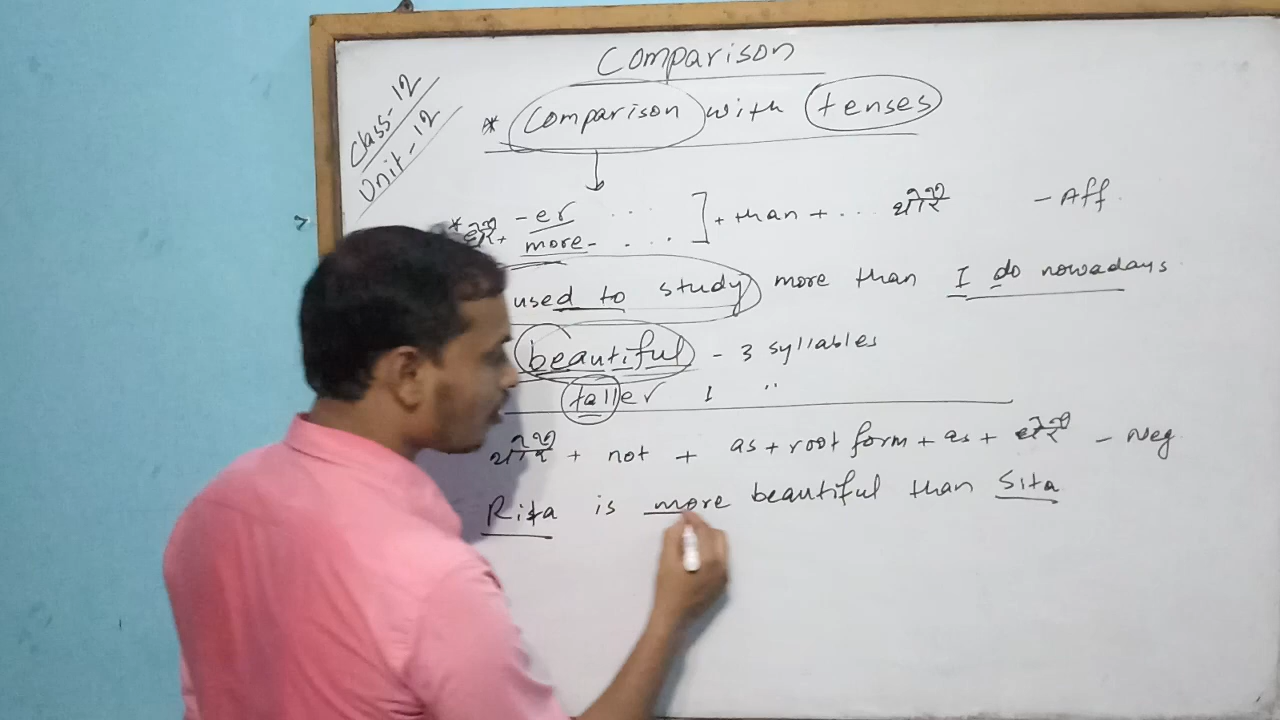 Comparison
Class-12
Unit-12
* Comparison with tenses
* -er .... ] + than + ... - Aff.
+ more- . ...
used to study more than I do nowadays
beautiful - 3 syllables
taller 1 "
+ not + as + root form + as + - Neg.
Rita is more beautiful than Sita